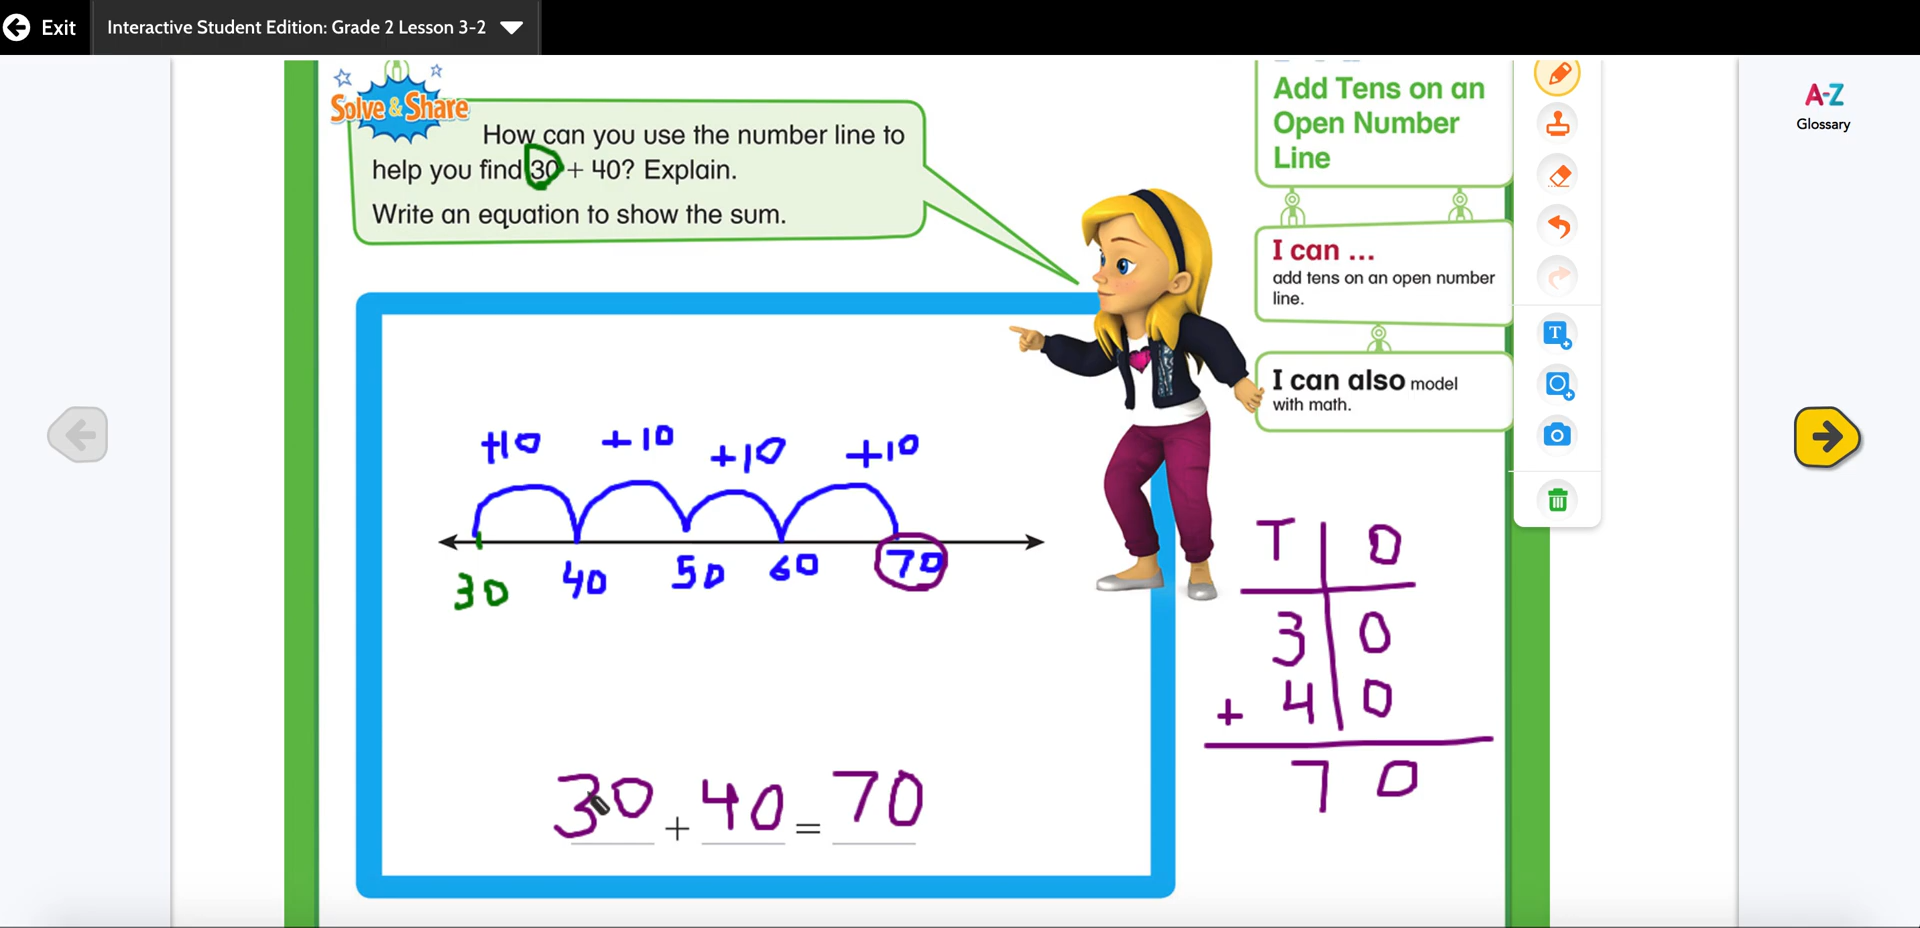 Exit
Interactive Student Edition: Grade 2 Lesson 3-2
Solve & Share
How can you use the number line to
help you find 30 + 40? Explain.
Write an equation to show the sum.
Add Tens on an
Open Number
Line
I can ...
add tens on an open number
line.
I can also model
with math.
A-Z
Glossary
T
+10 +10 +10 +10
30 40 50 60 70
30 + 40 = 70
T O
3 0
+ 4 0
7 0